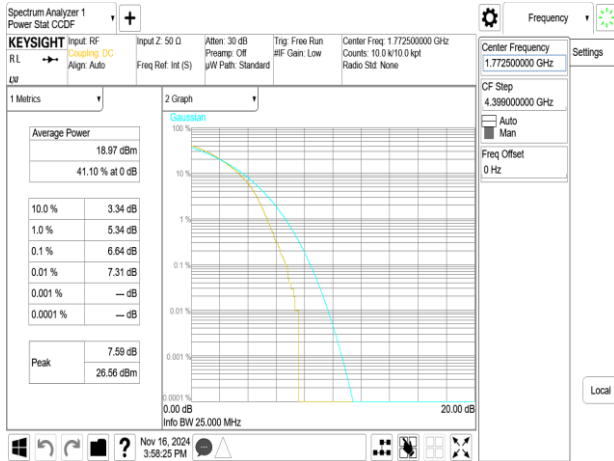 Spectrum Analyzer 1
Power Stat CCDF
Frequency
KEYSIGHT
Input: RF
Input Z: 50 Ω
Atten: 30 dB
Trig: Free Run
Center Freq: 1.772500000 GHz
RL
Coupling: DC
Preamp: Off
#IF Gain: Low
Counts: 10.0 k/10.0 kpt
Align: Auto
Freq Ref: Int (S)
µW Path: Standard
Radio Std: None
LXI
Center Frequency
1.772500000 GHz
Settings
CF Step
4.399000000 GHz
Auto
Man
Freq Offset
0 Hz
Local
1 Metrics
2 Graph
Gaussian
Average Power
18.97 dBm
41.10 % at 0 dB
10.0 % 3.34 dB
1.0 % 5.34 dB
0.1 % 6.64 dB
0.01 % 7.31 dB
0.001 % --- dB
0.0001 % --- dB
Peak
7.59 dB
26.56 dBm
100 %
10 %
1 %
0.1 %
0.01 %
0.001 %
0.0001 %
0.00 dB
20.00 dB
Info BW 25.000 MHz
Nov 16, 2024
3:58:25 PM